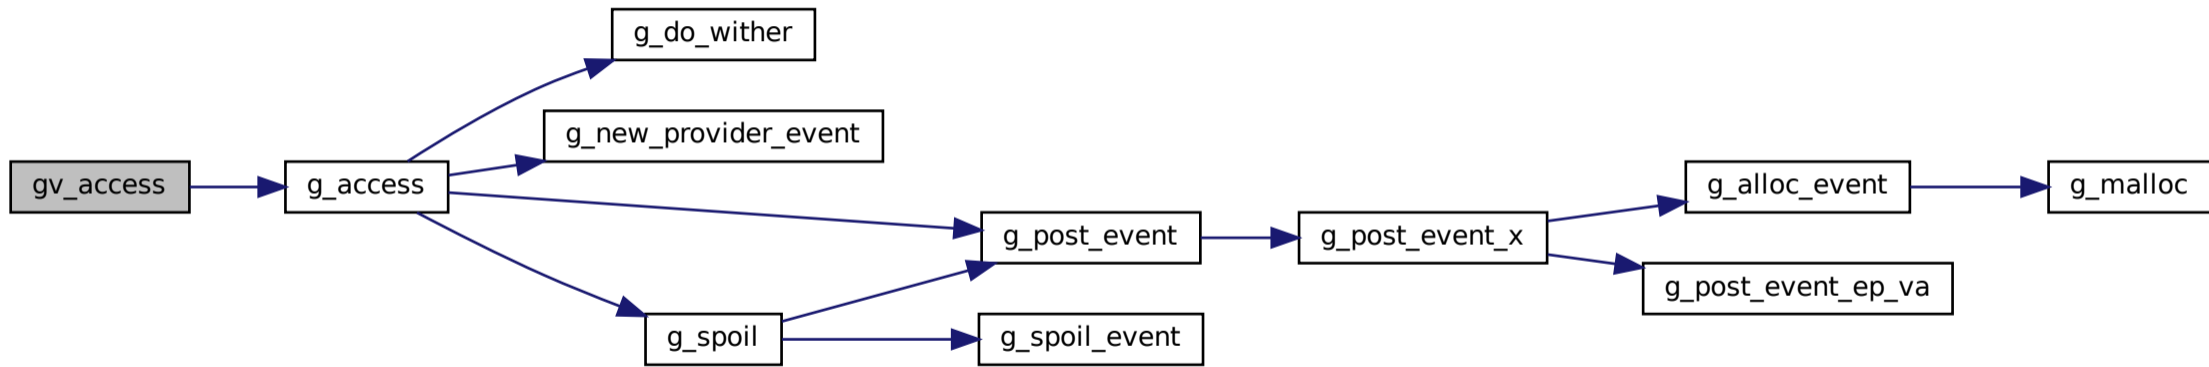 g_do_wither
g_new_provider_event
gv_access
g_access
g_alloc_event
g_malloc
g_post_event
g_post_event_x
g_post_event_ep_va
g_spoil
g_spoil_event